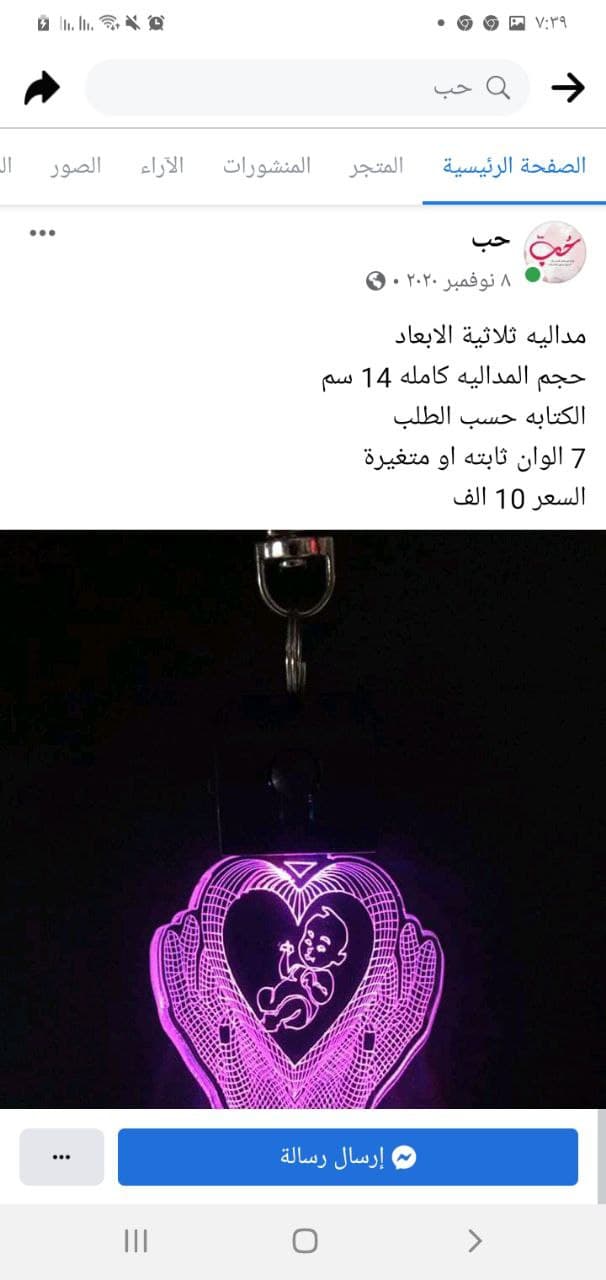 ٧:٣٩
حب
الصفحة الرئيسية
المتجر
المنشورات
الآراء
الصور
حب
٨ نوفمبر ٢٠٢٠ •
مداليه ثلاثية الابعاد
حجم المداليه كامله 14 سم
الكتابه حسب الطلب
7 الوان ثابته او متغيرة
السعر 10 الف
حب
إرسال رسالة